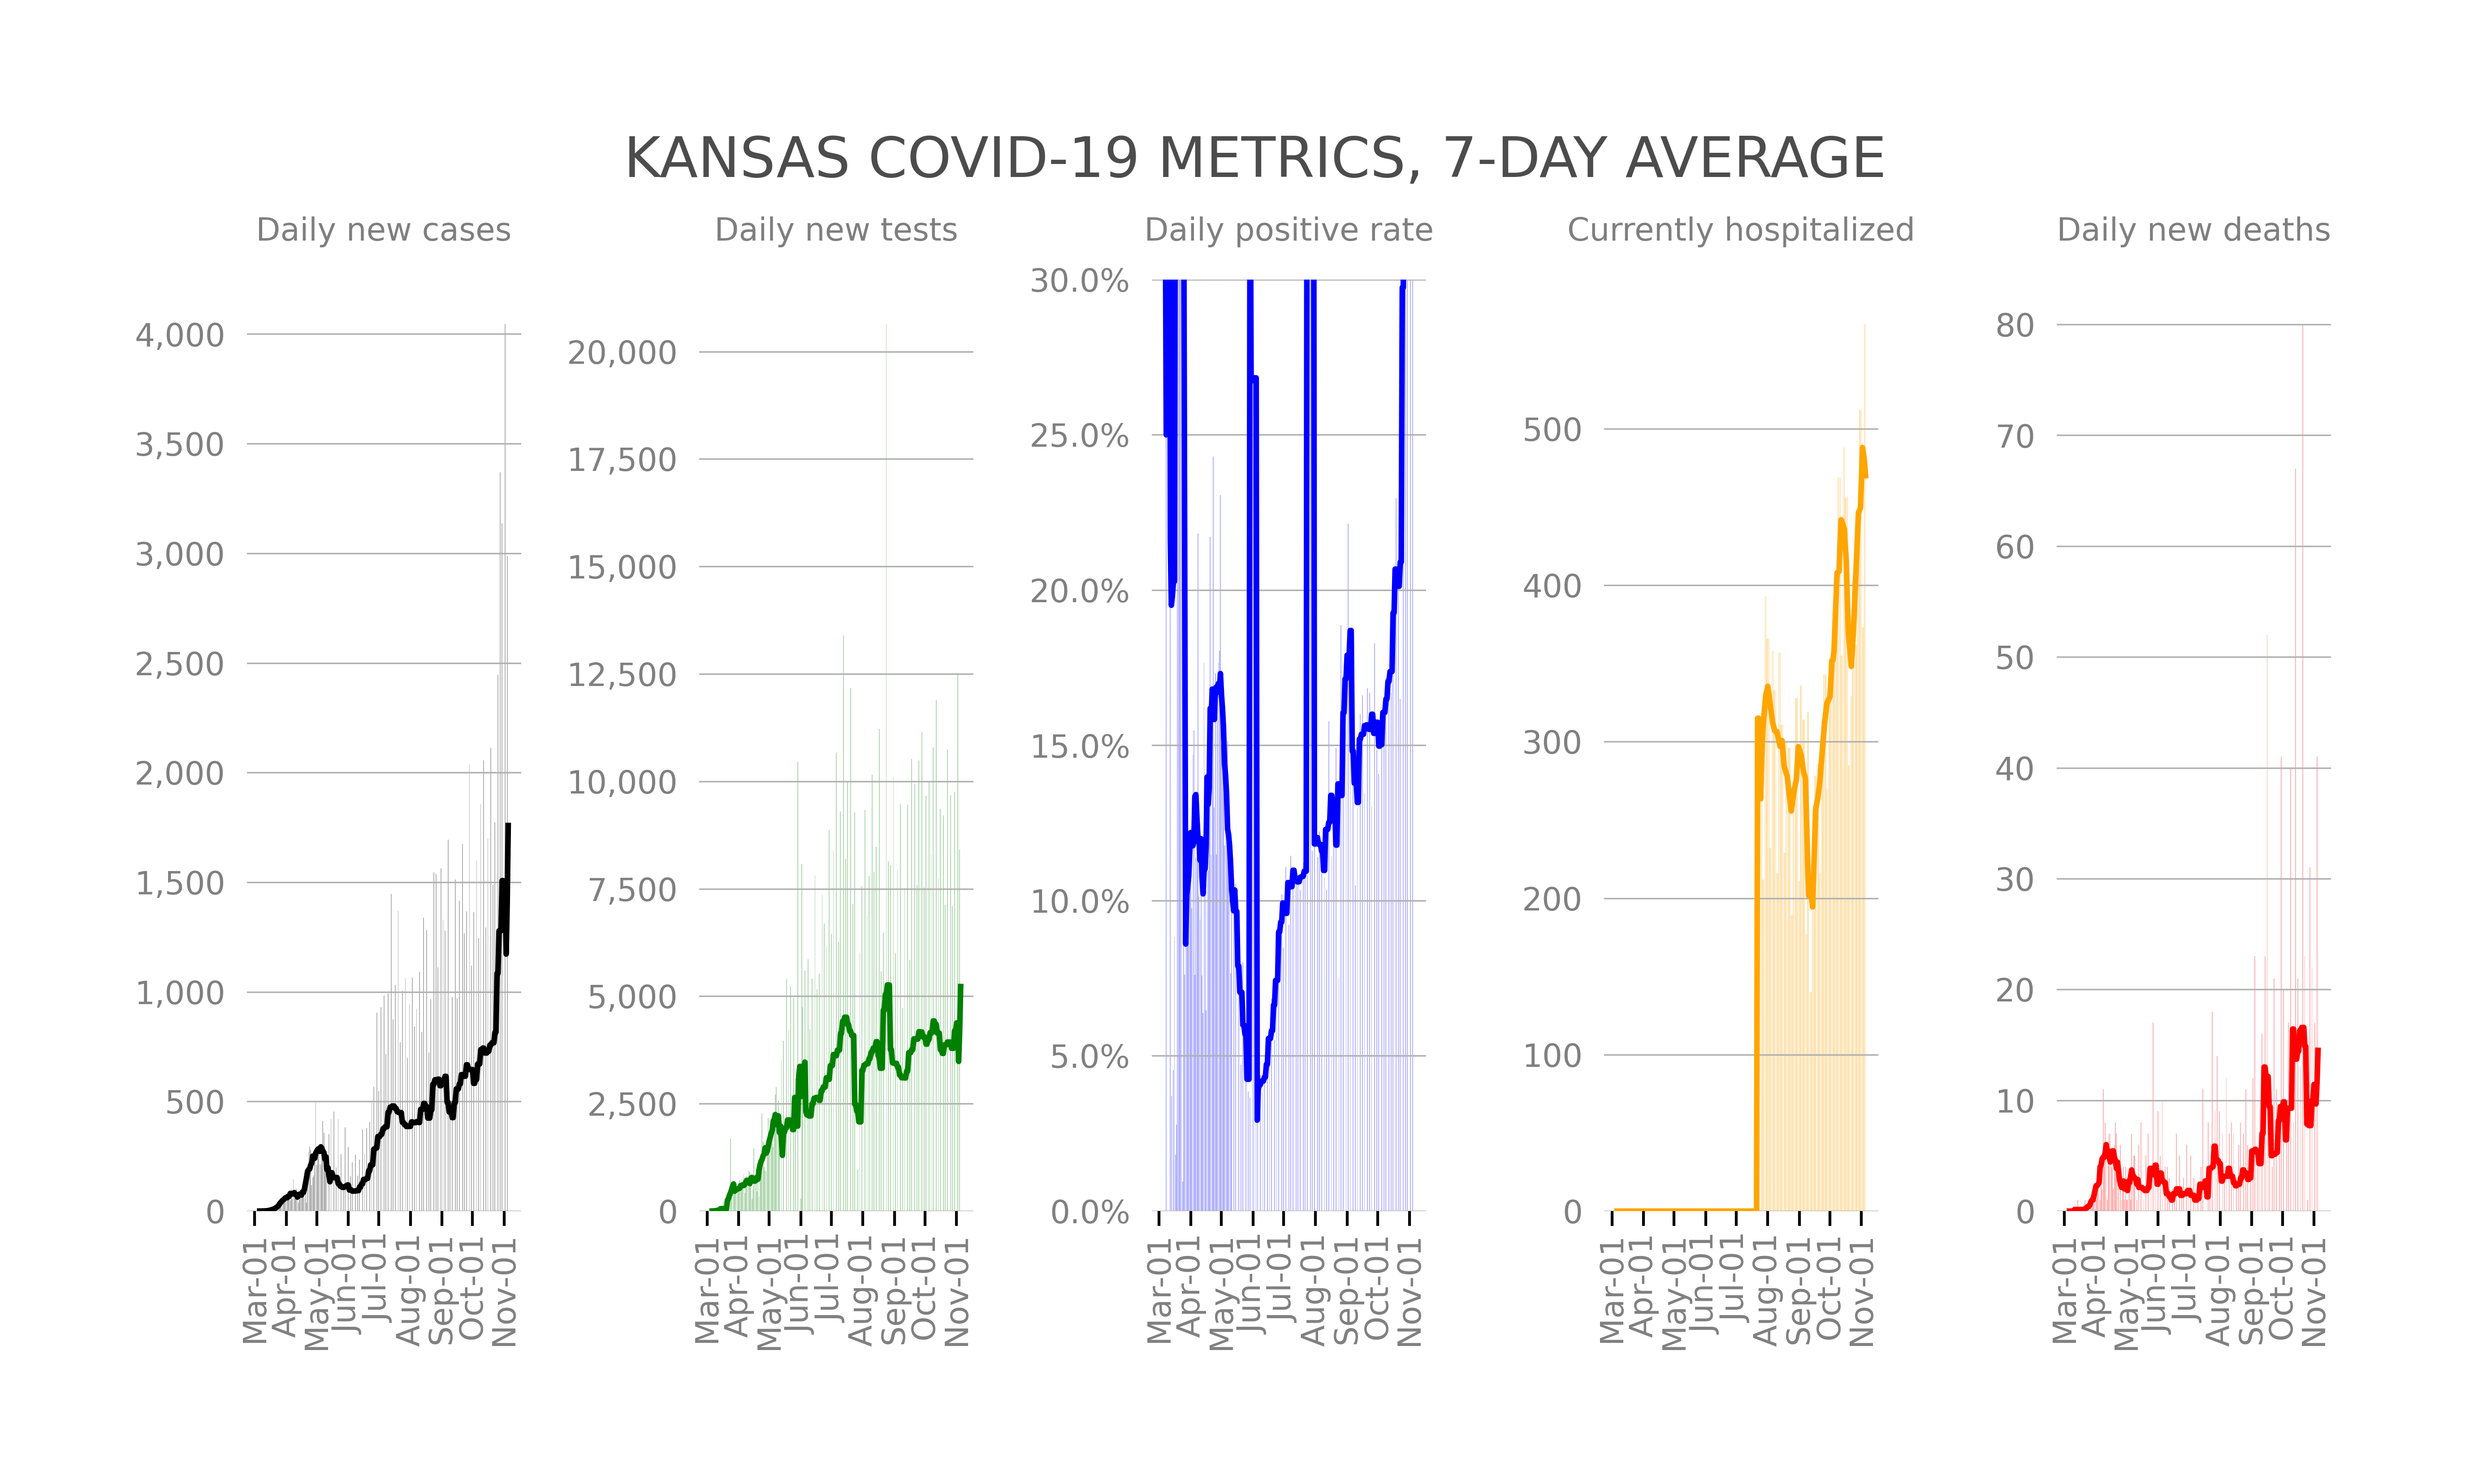 KANSAS COVID-19 METRICS, 7-DAY AVERAGE
Daily new cases
4,000
3,500
3,000
2,500
2,000
1,500
1,000
500
0
Mar-01
Apr-01
May-01
Jun-01
Jul-01
Aug-01
Sep-01
Oct-01
Nov-01
Daily new tests
20,000
17,500
15,000
12,500
10,000
7,500
5,000
2,500
0
Mar-01
Apr-01
May-01
Jun-01
Jul-01
Aug-01
Sep-01
Oct-01
Nov-01
Daily positive rate
30.0%
25.0%
20.0%
15.0%
10.0%
5.0%
0.0%
Mar-01
Apr-01
May-01
Jun-01
Jul-01
Aug-01
Sep-01
Oct-01
Nov-01
Currently hospitalized
500
400
300
200
100
0
Mar-01
Apr-01
May-01
Jun-01
Jul-01
Aug-01
Sep-01
Oct-01
Nov-01
Daily new deaths
80
70
60
50
40
30
20
10
0
Mar-01
Apr-01
May-01
Jun-01
Jul-01
Aug-01
Sep-01
Oct-01
Nov-01